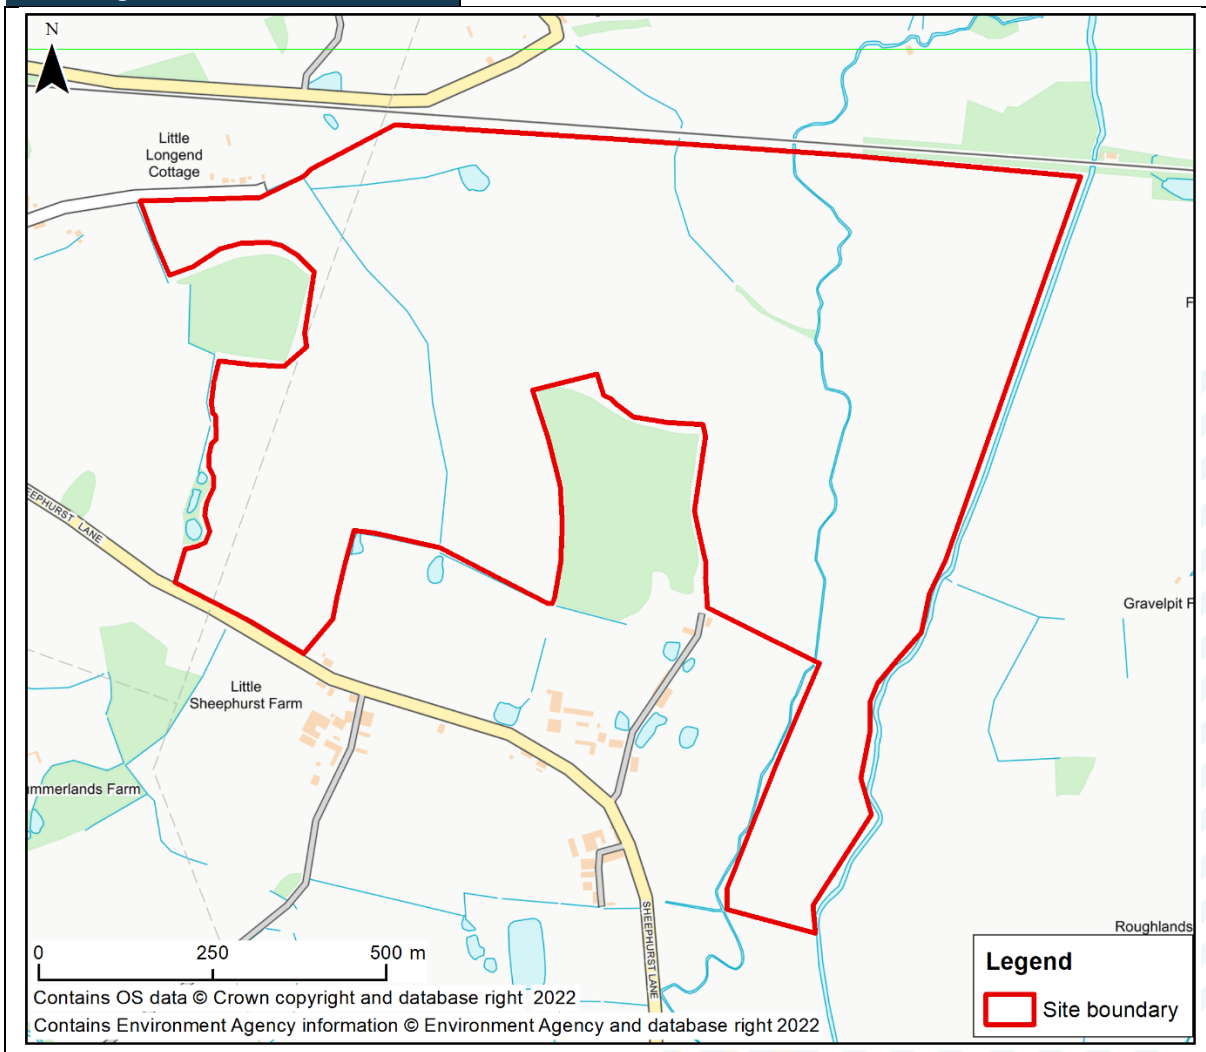 N
Little
Longend
Cottage
SHEEPHURST LANE
Gravelpit F
Little
Sheephurst Farm
mmerlands Farm
SHEEPHURST LANE
Roughlands
0 250 500 m
Legend
Site boundary
Contains OS data © Crown copyright and database right 2022
Contains Environment Agency information © Environment Agency and database right 2022